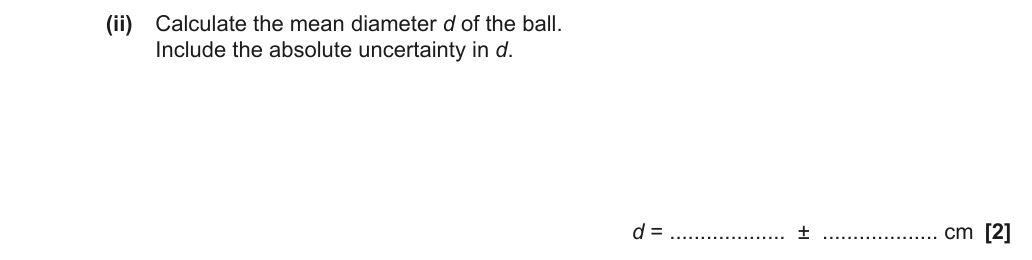 (ii) Calculate the mean diameter d of the ball.
Include the absolute uncertainty in d.
d = ................... ± ................... cm [2]